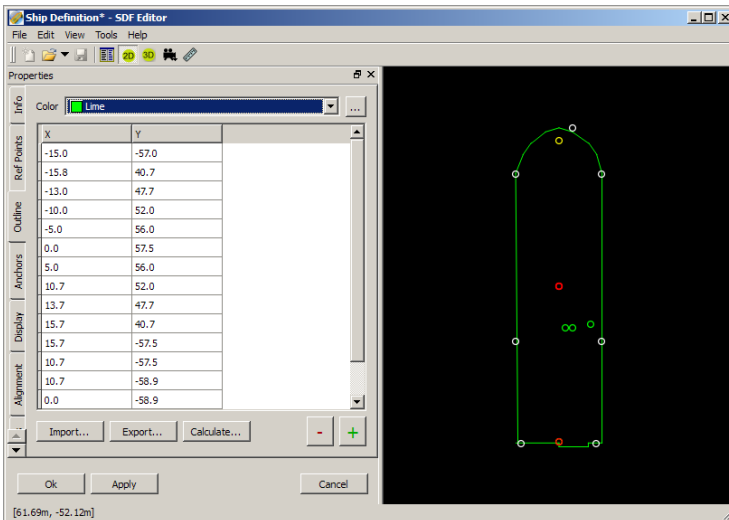 Ship Definition* - SDF Editor
File Edit View Tools Help
2D 3D
Properties
Info
Ref Points
Outline
Anchors
Display
Alignment
Color Lime ...
X Y
-15.0 -57.0
-15.8 40.7
-13.0 47.7
-10.0 52.0
-5.0 56.0
0.0 57.5
5.0 56.0
10.7 52.0
13.7 47.7
15.7 40.7
15.7 -57.5
10.7 -57.5
10.7 -58.9
0.0 -58.9
Import... Export... Calculate... - +
Ok Apply Cancel
[61.69m, -52.12m]